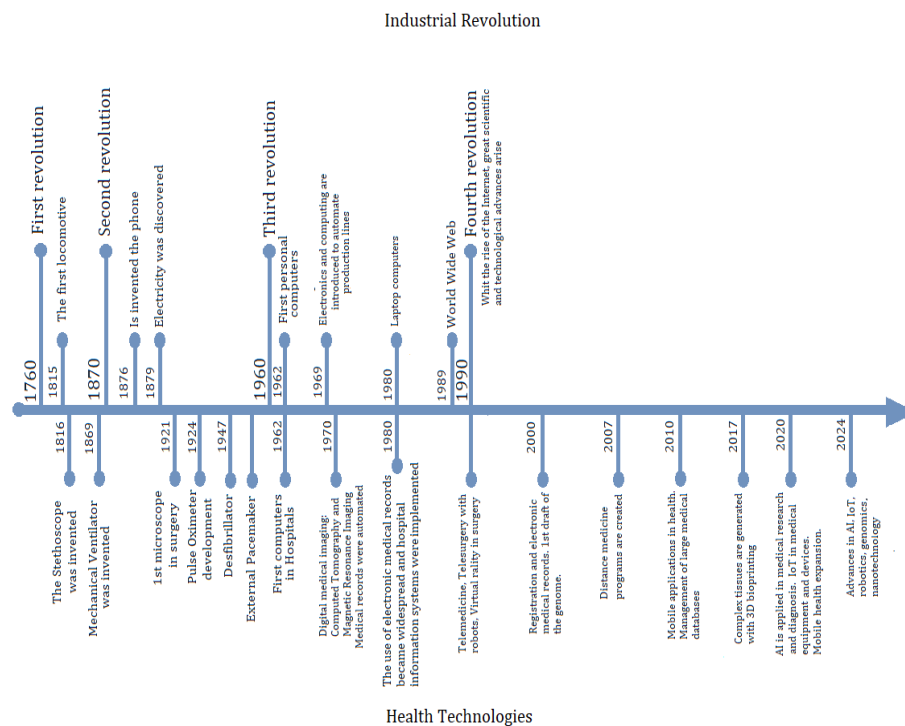 Industrial Revolution
First revolution
1760
The first locomotive
1815
Second revolution
1870
Is invented the phone
1876
Electricity was discovered
1879
Third revolution
1960
First personal
computers
1962
Electronics and computing are
introduced to automate
production lines
1969
Laptop computers
1980
World Wide Web
1989
Fourth revolution
Whit the rise of the Internet, great scientific
and technological advances arise
1990
1816
The Stethoscope
was invented
1869
Mechanical Ventilator
was invented
1921
1st microscope
in surgery
1924
Pulse Oximeter
development
1947
Desfibrillator
External Pacemaker
1962
First computers
in Hospitals
1970
Digital medical imaging:
Computed Tomography and
Magnetic Resonance Imaging
Medical records were automated
1980
The use of electronic medical records
became widespread and hospital
information systems were implemented
Telemedicine, Telesurgery with
robots, Virtual rality in surgery
2000
Registration and electronic
medical records. 1st draft of
the genome.
2007
Distance medicine
programs are created
2010
Mobile applications in health.
Management of large medical
databases
2017
Complex tissues are generated
with 3D bioprinting
2020
AI is applied in medical research
and diagnosis. IoT in medical
equipment and devices.
Mobile health expansion.
2024
Advances in AI, IoT,
robotics, genomics,
nanotechnology
Health Technologies